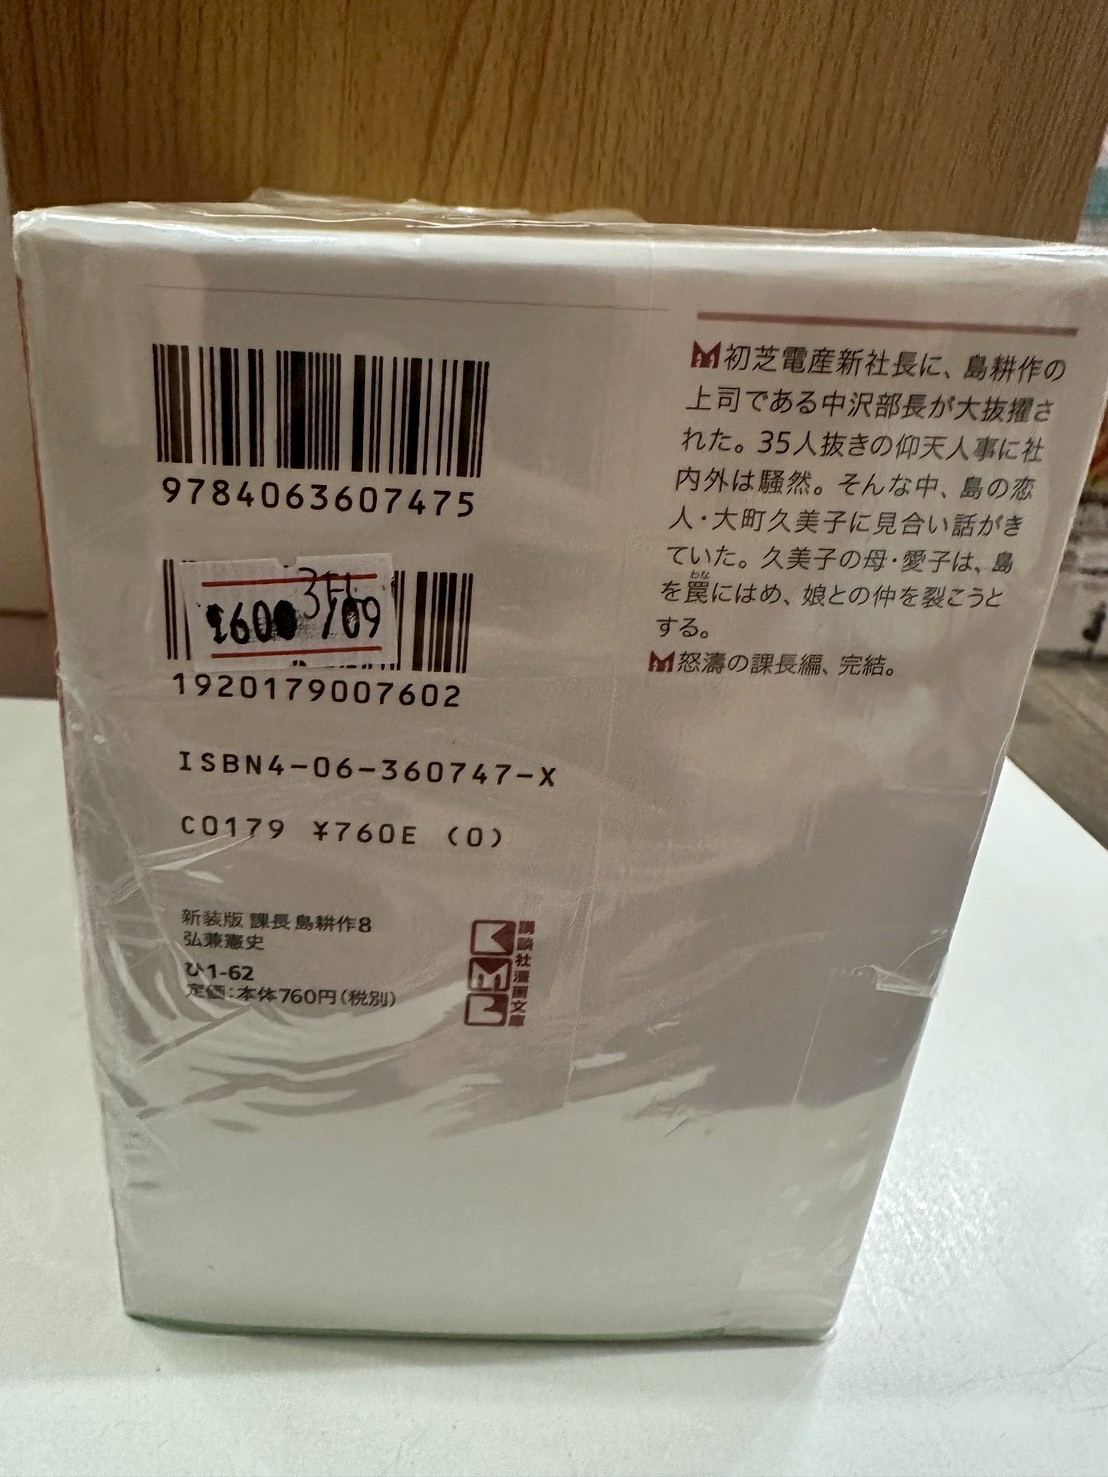 9784063607475
1920179007602
ISBN4-06-360747-X
C0179 ¥760E (0)
新装版 課長 島耕作8
弘兼憲史
ひ1-62
定価:本体760円(税別)
講談社漫画文庫
初芝電産新社長に、島耕作の
上司である中沢部長が大抜擢さ
れた。35人抜きの仰天人事に社
内外は騒然。そんな中、島の恋
人・大町久美子に見合い話がき
ていた。久美子の母・愛子は、島
を罠にはめ、娘との仲を裂こうと
する。
怒濤の課長編、完結。